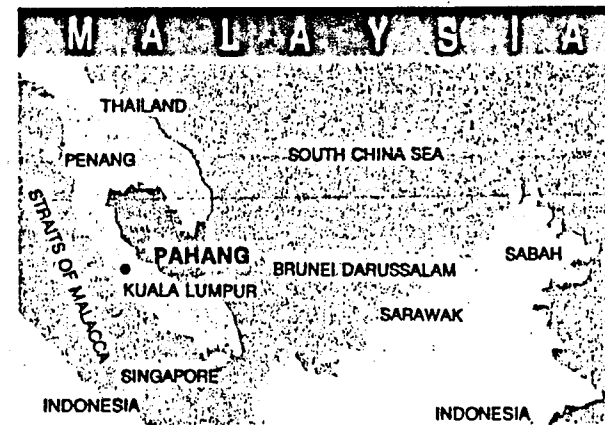 MALAYSIA
THAILAND
PENANG
SOUTH CHINA SEA
STRAITS OF MALACCA
PAHANG
SABAH
BRUNEI DARUSSALAM
KUALA LUMPUR
SARAWAK
SINGAPORE
INDONESIA
INDONESIA